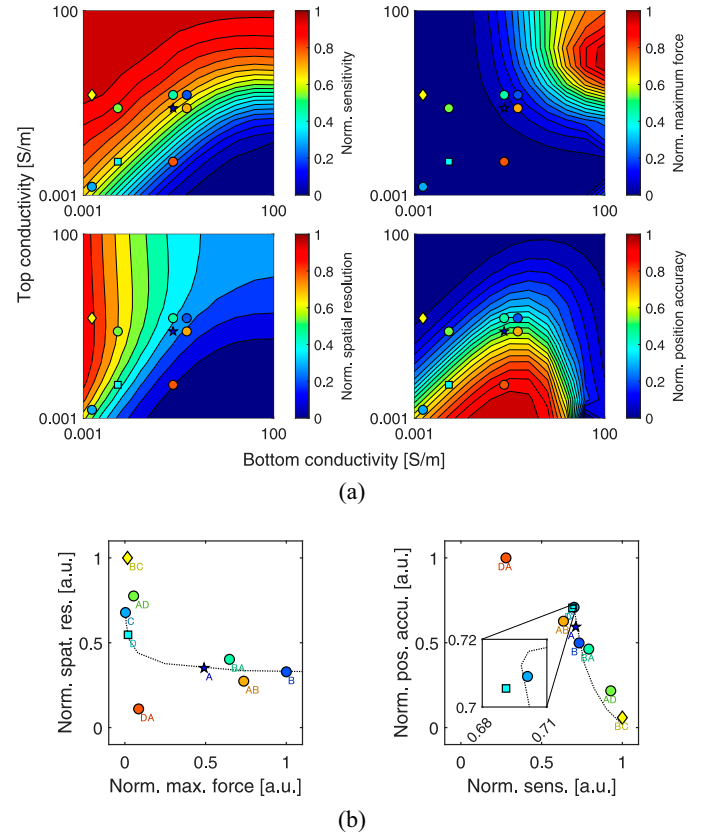 100
0.001
0.001
100
1
0.8
0.6
0.4
0.2
0
Norm. sensitivity
100
0.001
0.001
100
1
0.8
0.6
0.4
0.2
0
Norm. maximum force
Top conductivity [S/m]
100
0.001
0.001
100
1
0.8
0.6
0.4
0.2
0
Norm. spatial resolution
100
0.001
0.001
100
1
0.8
0.6
0.4
0.2
0
Norm. position accuracy
Bottom conductivity [S/m]
(a)
Norm. spat. res. [a.u.]
1
0.5
0
BC
AD
C
D
DA
A
BA
AB
B
0
0.5
1
Norm. max. force [a.u.]
Norm. pos. accu. [a.u.]
1
0.5
0
DA
AB
A
B
BA
AD
BC
0.72
0.7
0.68
0.71
0
0.5
1
Norm. sens. [a.u.]
(b)